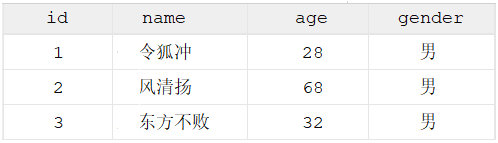 id name age gender
1 令狐冲 28 男
2 风清扬 68 男
3 东方不败 32 男